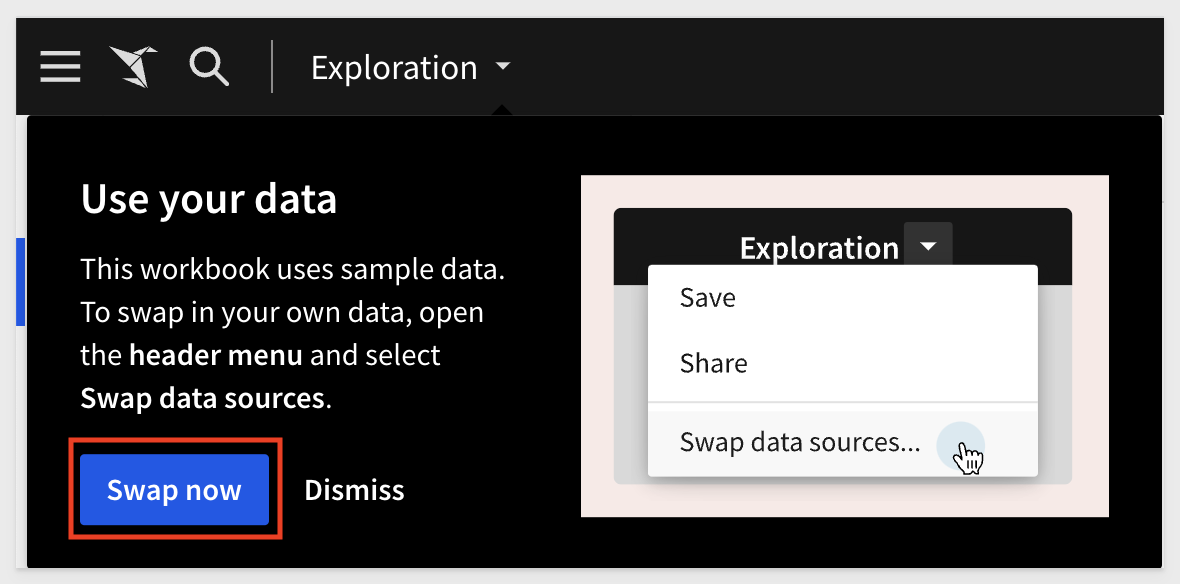 Exploration
Use your data
This workbook uses sample data.
To swap in your own data, open
the header menu and select
Swap data sources.
Swap now
Dismiss
Exploration
Save
Share
Swap data sources...